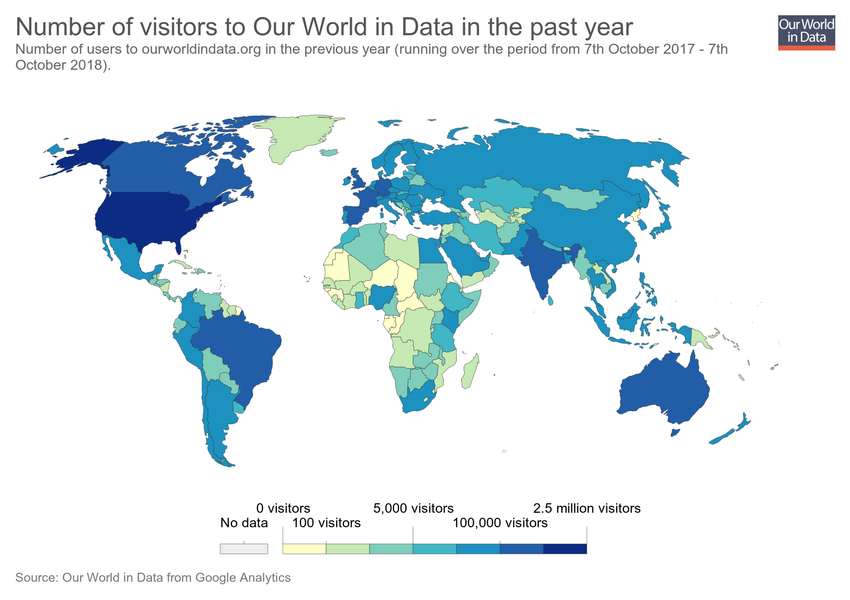 Number of visitors to Our World in Data in the past year
Our World
in Data
Number of users to ourworldindata.org in the previous year (running over the period from 7th October 2017 - 7th
October 2018).
0 visitors 5,000 visitors 2.5 million visitors
No data 100 visitors 100,000 visitors
Source: Our World in Data from Google Analytics